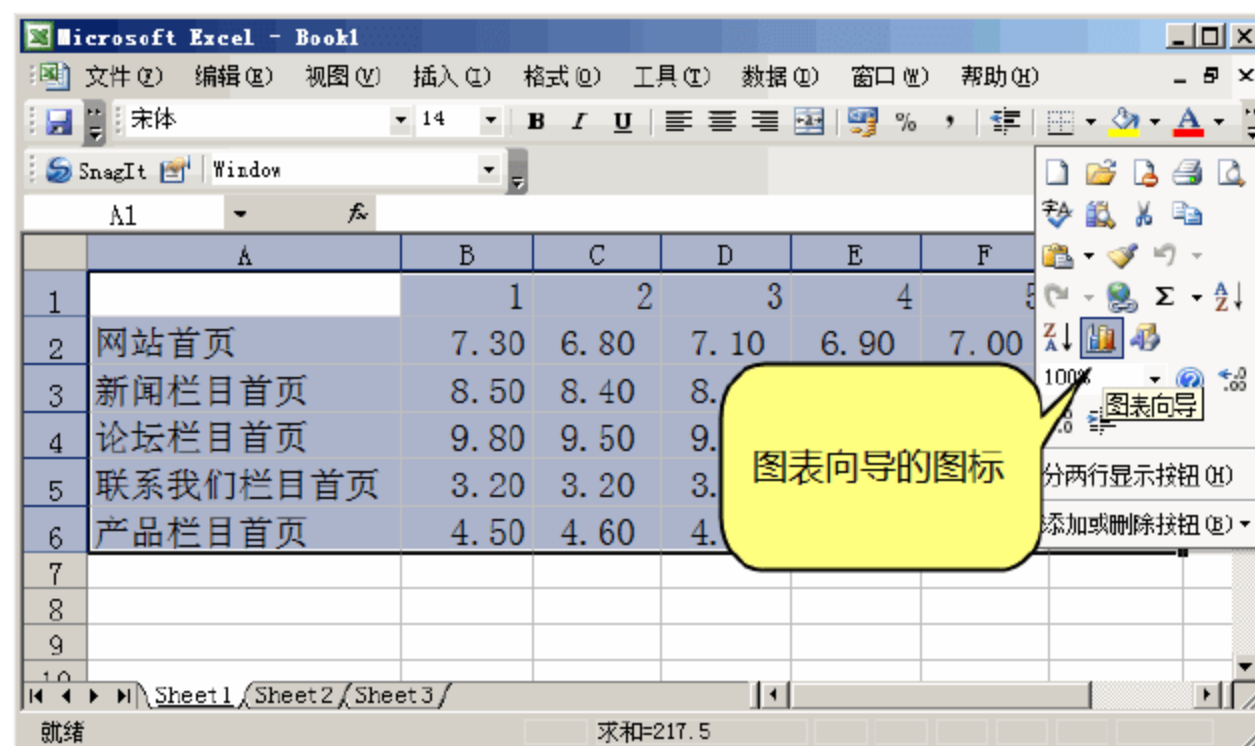 Microsoft Excel - Book1
文件(F) 编辑(E) 视图(V) 插入(I) 格式(O) 工具(T) 数据(D) 窗口(W) 帮助(H)
宋体 14 B I U % ,
SnagIt Window
A1 fx
A B C D E F
1 1 2 3 4 5
2 网站首页 7.30 6.80 7.10 6.90 7.00
3 新闻栏目首页 8.50 8.40 8.
4 论坛栏目首页 9.80 9.50 9.
5 联系我们栏目首页 3.20 3.20 3.
6 产品栏目首页 4.50 4.60 4.
7
8
9
10
100%
图表向导
图表向导的图标
分两行显示按钮(H)
添加或删除按钮(B)
Sheet1 Sheet2 Sheet3
就绪 求和=217.5